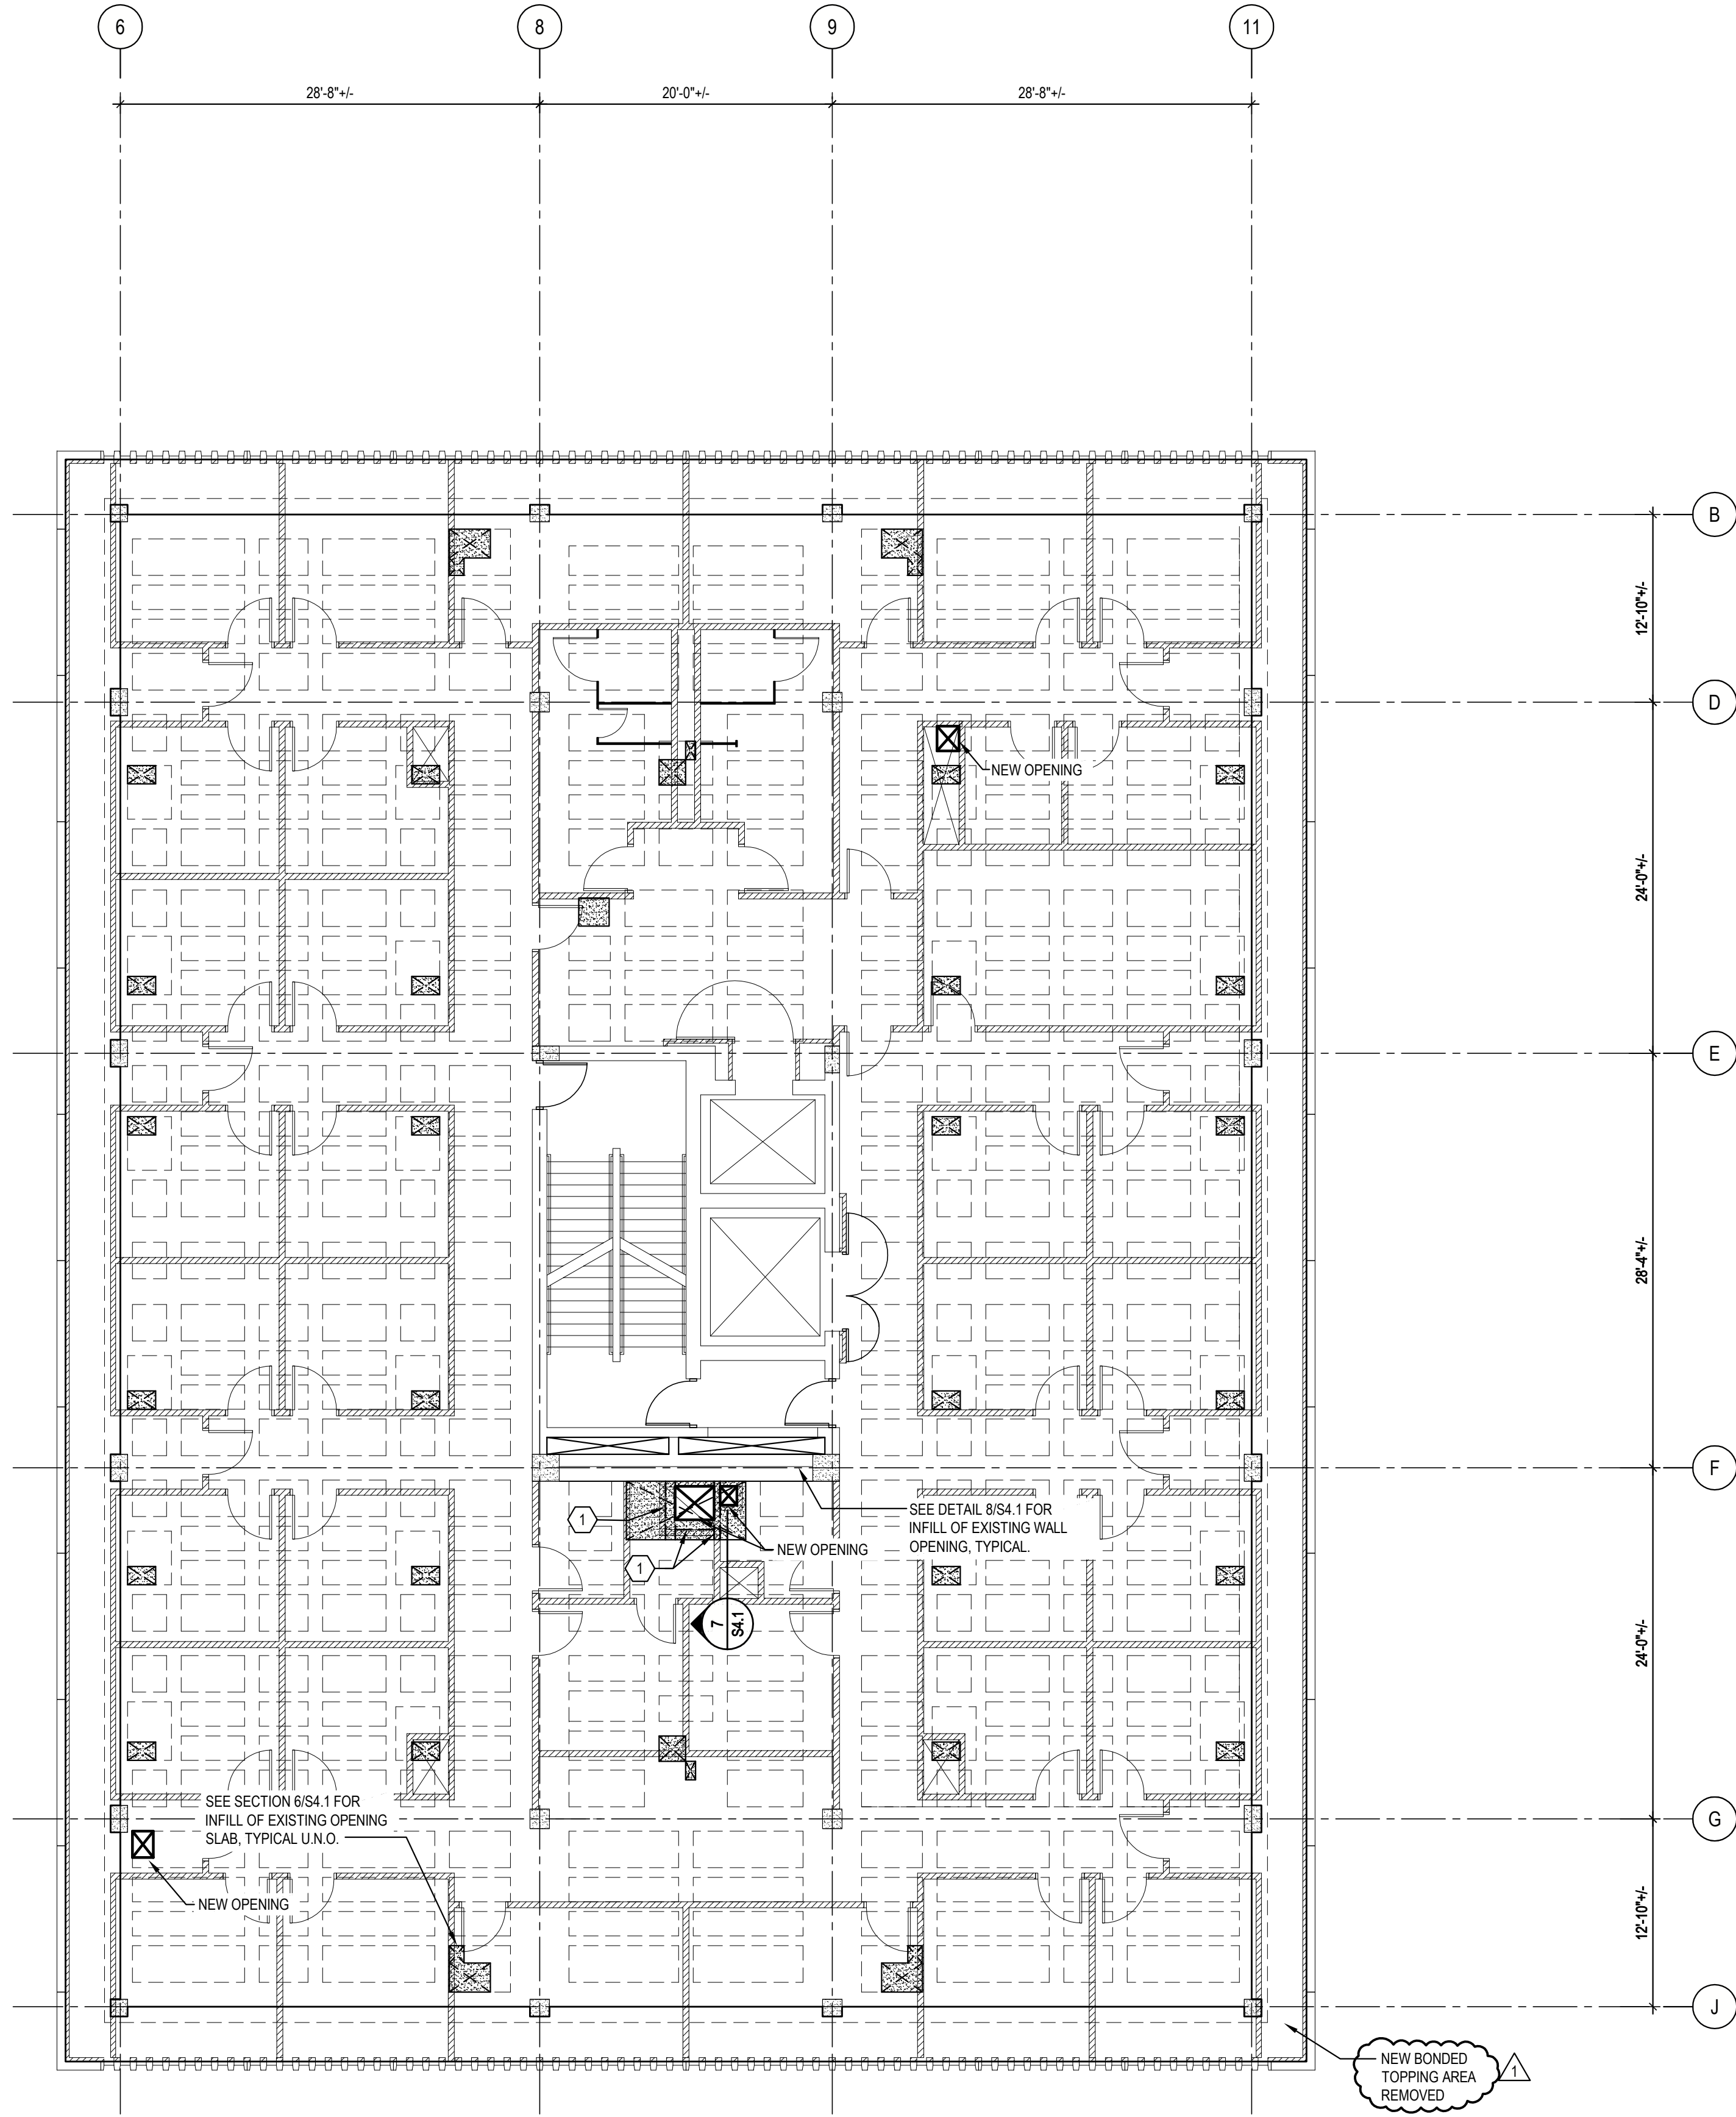 6
8
9
11
28'-8"+/-
20'-0"+/-
28'-8"+/-
B
12'-10"+/-
D
NEW OPENING
24'-0"+/-
E
28'-4"+/-
F
1
SEE DETAIL 8/S4.1 FOR
INFILL OF EXISTING WALL
OPENING, TYPICAL.
NEW OPENING
1
7
S4.1
24'-0"+/-
SEE SECTION 6/S4.1 FOR
INFILL OF EXISTING OPENING
SLAB, TYPICAL U.N.O.
G
NEW OPENING
12'-10"+/-
J
NEW BONDED
TOPPING AREA
REMOVED
1